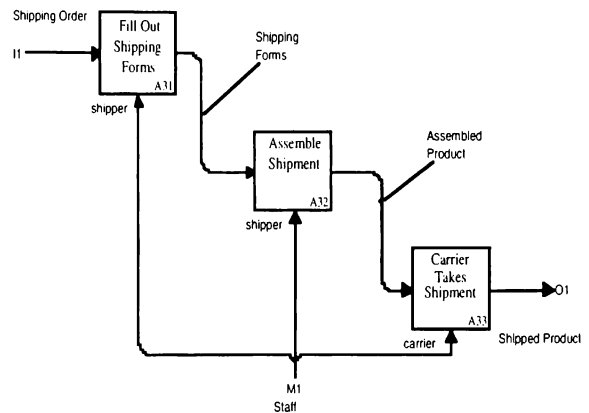 Shipping Order
I1
Fill Out
Shipping
Forms
A31
shipper
Shipping
Forms
Assemble
Shipment
A32
shipper
Assembled
Product
Carrier
Takes
Shipment
A33
carrier
O1
Shipped Product
M1
Staff